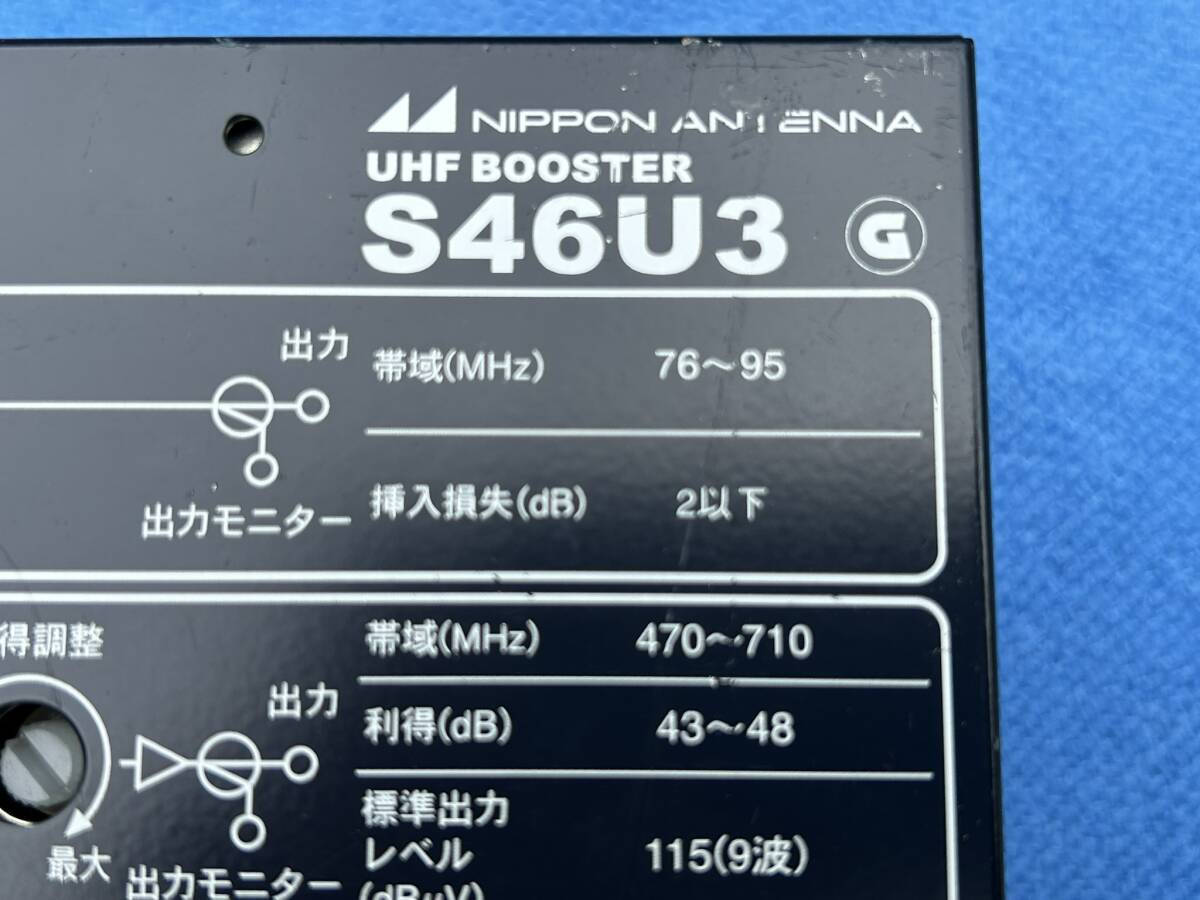 NIPPON ANTENNA
UHF BOOSTER
S46U3 G
出力
帯域(MHz) 76〜95
挿入損失(dB) 2以下
出力モニター
得調整
帯域(MHz) 470〜710
出力
利得(dB) 43〜48
標準出力
レベル 115(9波)
(dBμV)
最大
出力モニター